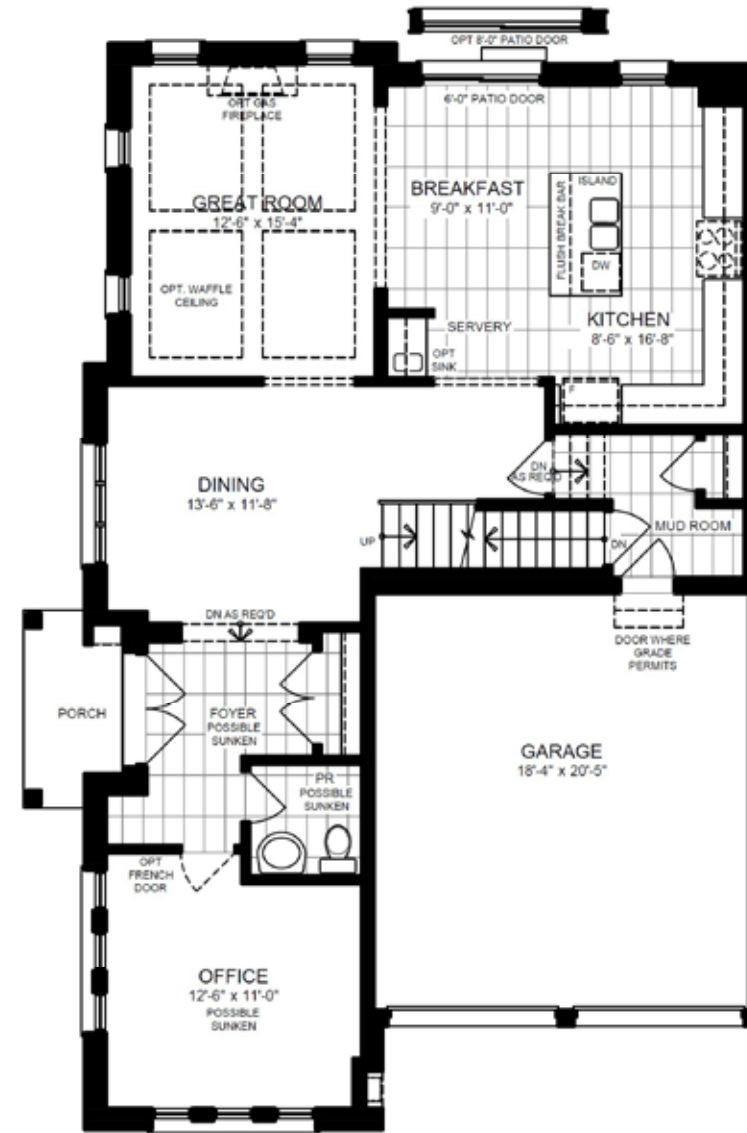 OPT 8'-0" PATIO DOOR
6'-0" PATIO DOOR
OPT GAS
FIREPLACE
GREAT ROOM
12'-6" x 15'-4"
OPT. WAFFLE
CEILING
BREAKFAST
9'-0" x 11'-0"
ISLAND
FLUSH BREAK BAR
DW
KITCHEN
8'-6" x 16'-8"
SERVERY
OPT
SINK
F
DINING
13'-6" x 11'-8"
DN
AS REQ'D
MUD ROOM
UP
DN
DN AS REQ'D
DOOR WHERE
GRADE
PERMITS
PORCH
FOYER
POSSIBLE
SUNKEN
PR
POSSIBLE
SUNKEN
GARAGE
18'-4" x 20'-5"
OPT
FRENCH
DOOR
OFFICE
12'-6" x 11'-0"
POSSIBLE
SUNKEN